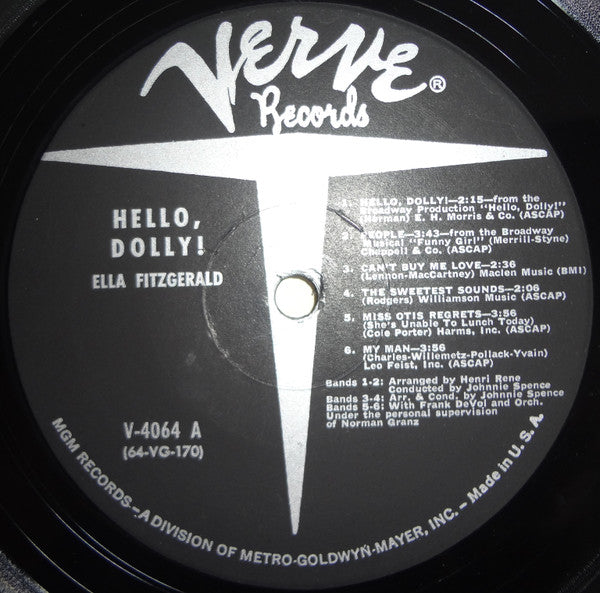 VERVE®
Records
HELLO,
DOLLY!
ELLA FITZGERALD
V-4064 A
(64-VG-170)
1. HELLO, DOLLY!—2:15—from the
Broadway Production "Hello, Dolly!"
(Herman) E. H. Morris & Co. (ASCAP)
2. PEOPLE—3:43—from the Broadway
Musical "Funny Girl" (Merrill-Styne)
Chappell & Co. (ASCAP)
3. CAN'T BUY ME LOVE—2:36
(Lennon-MacCartney) Maclen Music (BMI)
4. THE SWEETEST SOUNDS—2:06
(Rodgers) Williamson Music (ASCAP)
5. MISS OTIS REGRETS—3:56
(She's Unable To Lunch Today)
(Cole Porter) Harms, Inc. (ASCAP)
6. MY MAN—3:56
(Charles-Willemetz-Pollack-Yvain)
Leo Feist, Inc. (ASCAP)
Bands 1-2: Arranged by Henri Rene
Conducted by Johnnie Spence
Bands 3-4: Arr. & Cond. by Johnnie Spence
Bands 5-6: With Frank DeVol and Orch.
Under the personal supervision
of Norman Granz
MGM RECORDS—A DIVISION OF METRO-GOLDWYN-MAYER, INC.—Made in U. S. A.